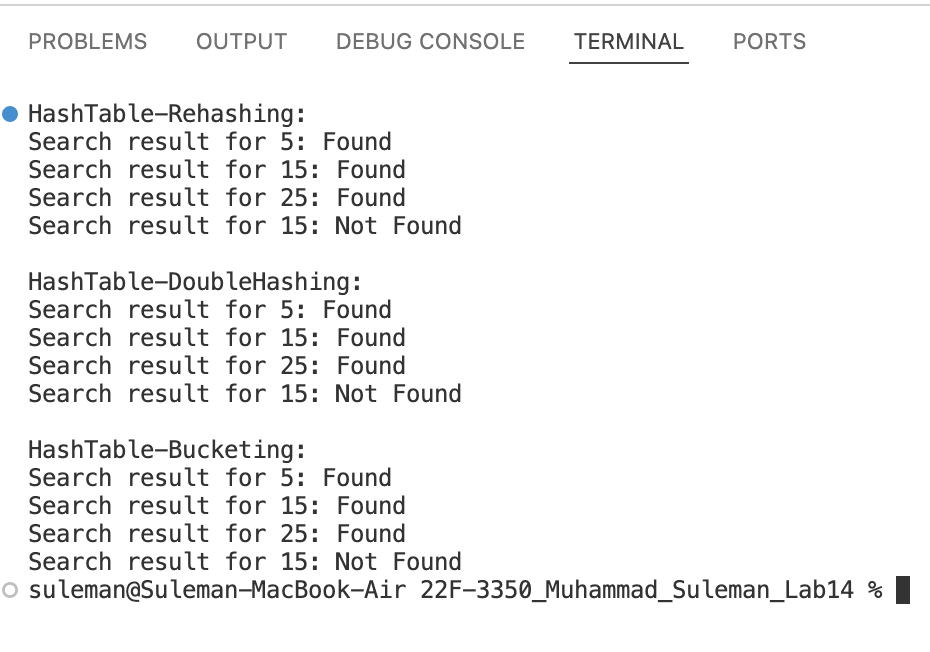 PROBLEMS OUTPUT DEBUG CONSOLE TERMINAL PORTS
HashTable-Rehashing:
Search result for 5: Found
Search result for 15: Found
Search result for 25: Found
Search result for 15: Not Found
HashTable-DoubleHashing:
Search result for 5: Found
Search result for 15: Found
Search result for 25: Found
Search result for 15: Not Found
HashTable-Bucketing:
Search result for 5: Found
Search result for 15: Found
Search result for 25: Found
Search result for 15: Not Found
suleman@Suleman-MacBook-Air 22F-3350_Muhammad_Suleman_Lab14 %